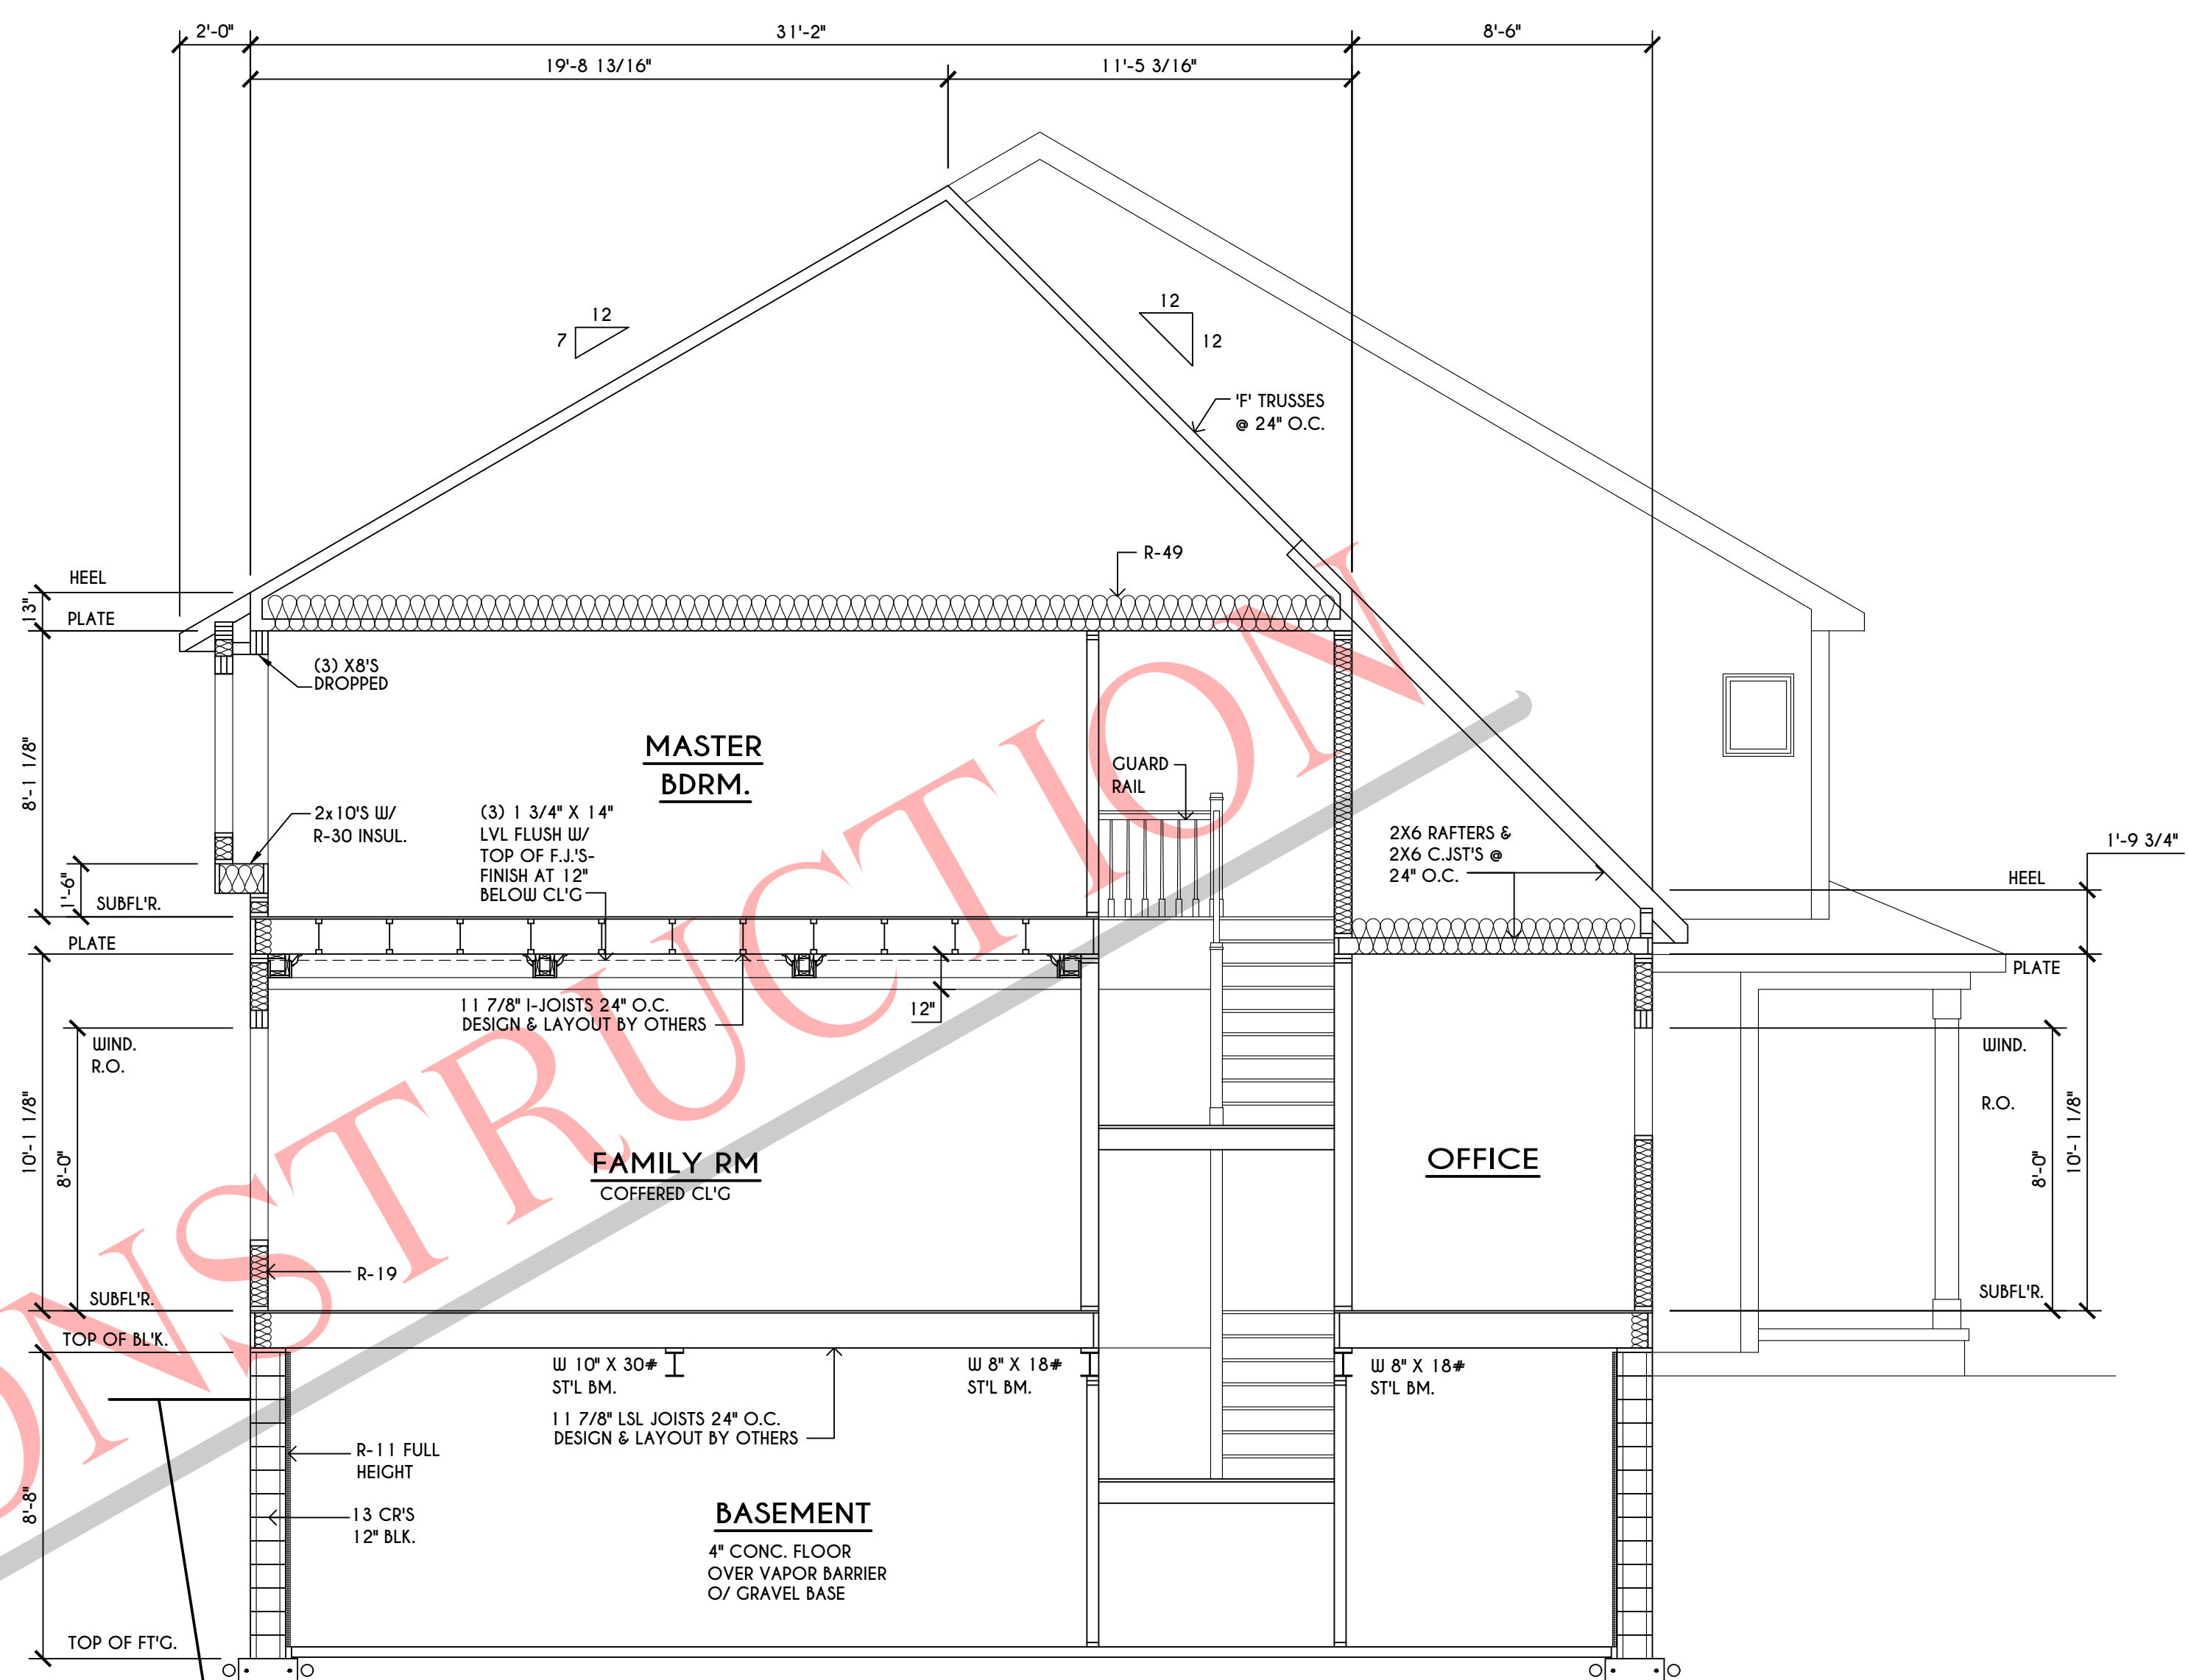 2'-0"
31'-2"
8'-6"
19'-8 13/16"
11'-5 3/16"
12
7
12
12
'F' TRUSSES
@ 24" O.C.
R-49
HEEL
13"
PLATE
(3) X8'S
DROPPED
8'-1 1/8"
MASTER
BDRM.
GUARD
RAIL
2x10'S W/
R-30 INSUL.
(3) 1 3/4" X 14"
LVL FLUSH W/
TOP OF F.J.'S-
FINISH AT 12"
BELOW CL'G
2X6 RAFTERS &
2X6 C.JST'S @
24" O.C.
1'-9 3/4"
HEEL
1'-6"
SUBFL'R.
PLATE
PLATE
11 7/8" I-JOISTS 24" O.C.
DESIGN & LAYOUT BY OTHERS
12"
WIND.
R.O.
WIND.
R.O.
10'-1 1/8"
8'-0"
FAMILY RM
COFFERED CL'G
OFFICE
8'-0"
10'-1 1/8"
R-19
SUBFL'R.
SUBFL'R.
TOP OF BL'K.
W 10" X 30#
ST'L BM.
W 8" X 18#
ST'L BM.
W 8" X 18#
ST'L BM.
11 7/8" LSL JOISTS 24" O.C.
DESIGN & LAYOUT BY OTHERS
R-11 FULL
HEIGHT
8'-8"
13 CR'S
12" BLK.
BASEMENT
4" CONC. FLOOR
OVER VAPOR BARRIER
O/ GRAVEL BASE
TOP OF FT'G.
ONSTRUCTION